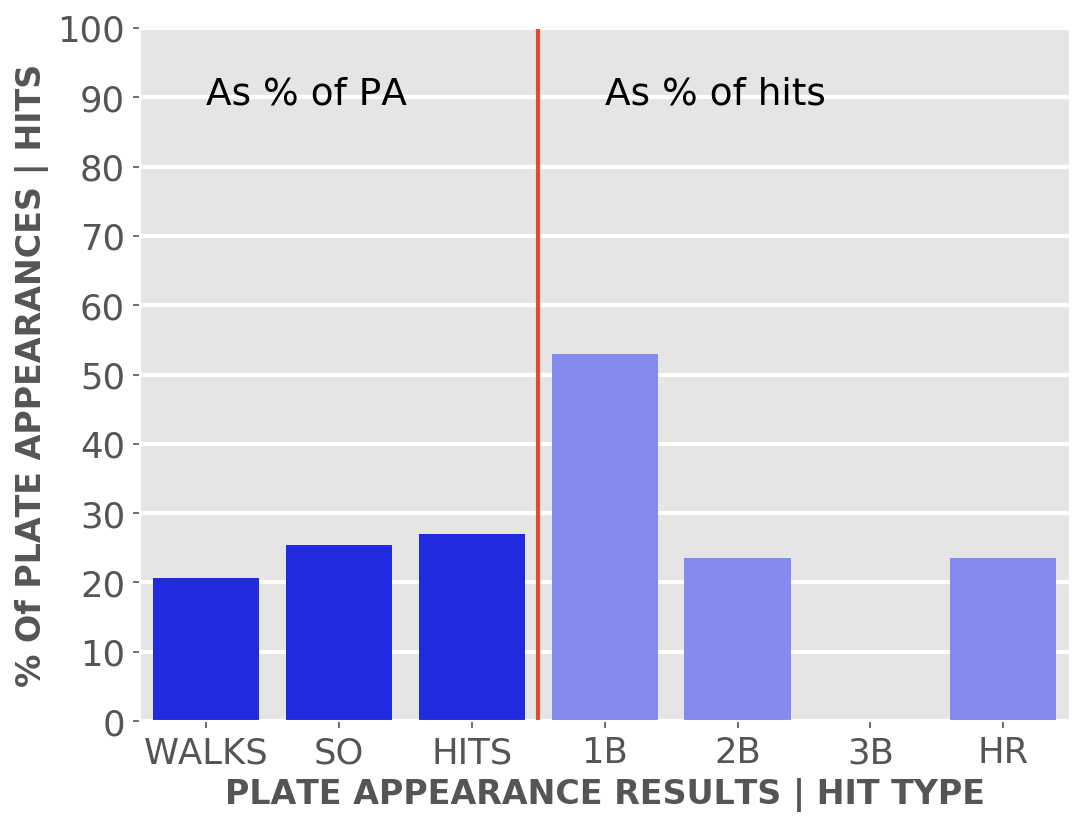 As % of PA
As % of hits
100
90
80
70
60
50
40
30
20
10
0
% Of PLATE APPEARANCES | HITS
WALKS SO HITS 1B 2B 3B HR
PLATE APPEARANCE RESULTS | HIT TYPE